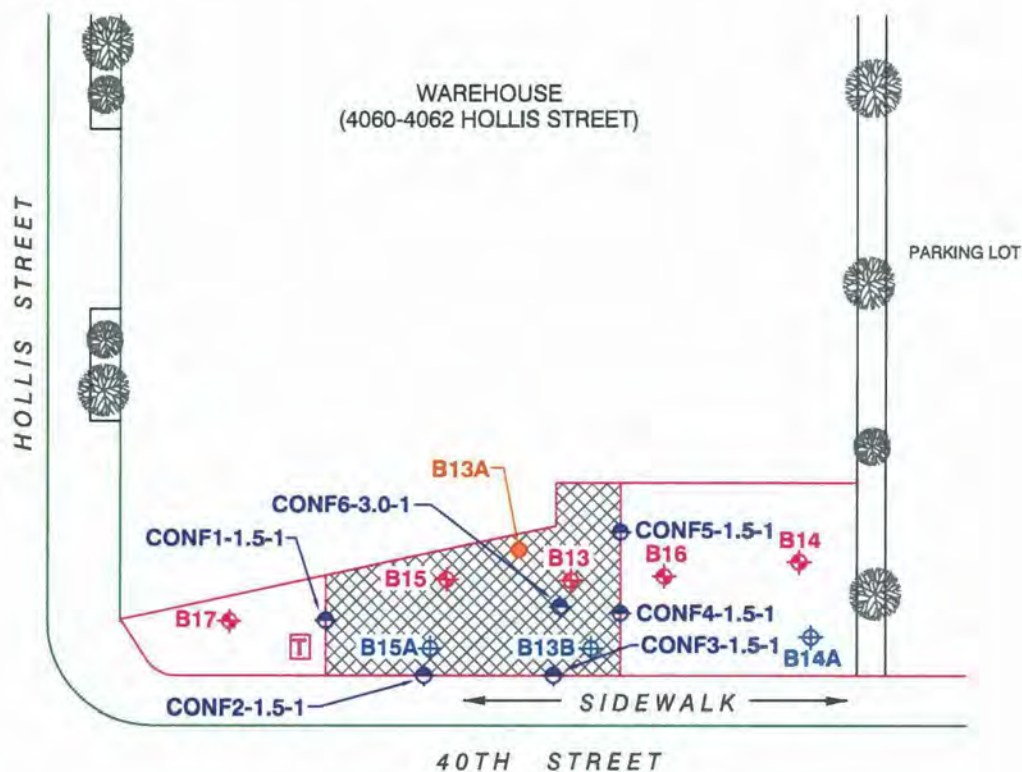 WAREHOUSE
(4060-4062 HOLLIS STREET)
HOLLIS STREET
PARKING LOT
B13A
CONF6-3.0-1
CONF1-1.5-1
CONF5-1.5-1
B15
B13
B16
B14
B17
CONF4-1.5-1
T
B15A
B13B
CONF3-1.5-1
B14A
CONF2-1.5-1
SIDEWALK
40TH STREET